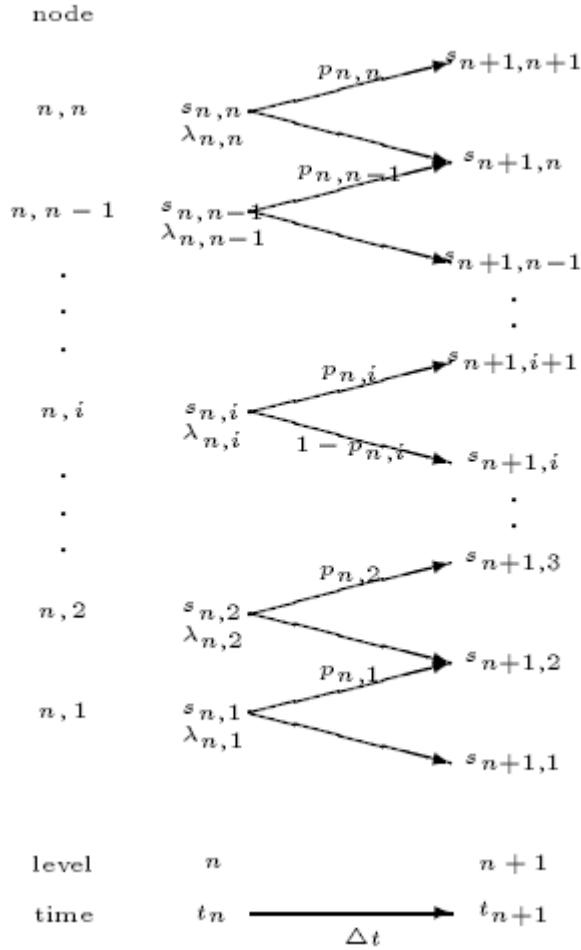 node
s_{n+1,n+1}
p_{n,n}
n,n s_{n,n}
λ_{n,n}
s_{n+1,n}
p_{n,n−1}
n,n−1 s_{n,n−1}
λ_{n,n−1}
s_{n+1,n−1}
s_{n+1,i+1}
p_{n,i}
n,i s_{n,i}
λ_{n,i}
1−p_{n,i}
s_{n+1,i}
s_{n+1,3}
p_{n,2}
n,2 s_{n,2}
λ_{n,2}
s_{n+1,2}
p_{n,1}
n,1 s_{n,1}
λ_{n,1}
s_{n+1,1}
level n n+1
time t_n t_{n+1}
△t